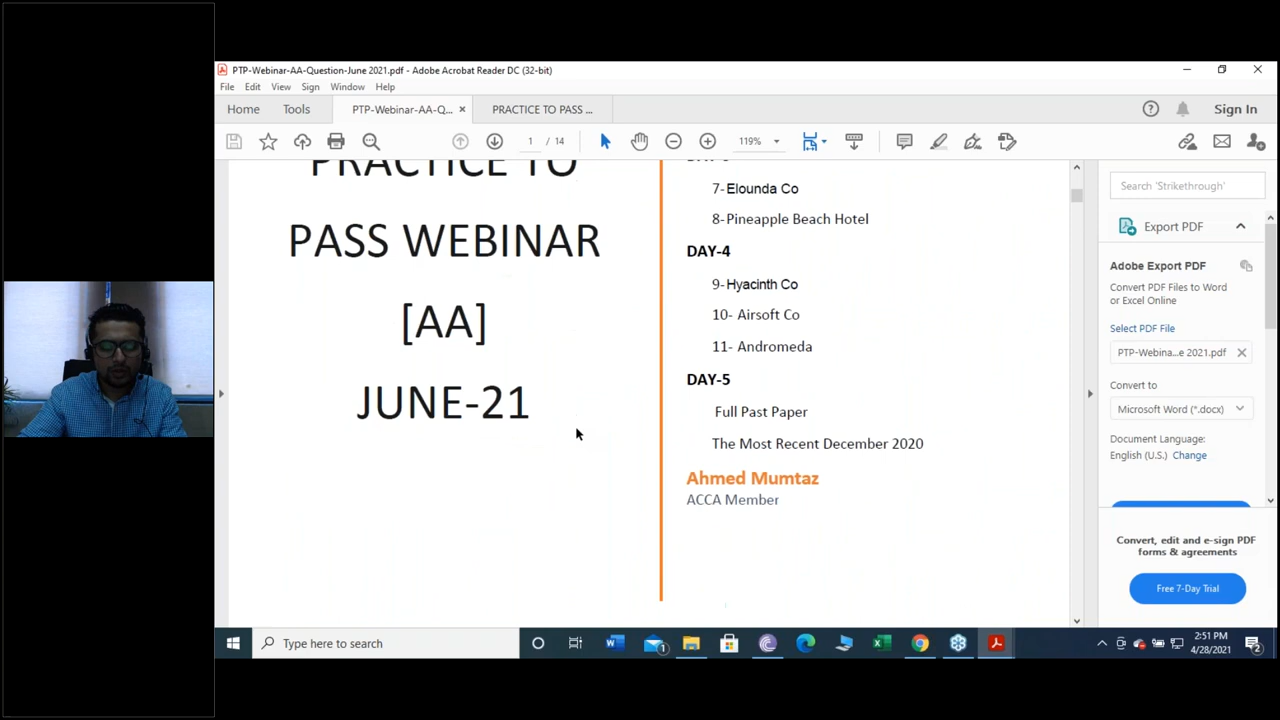 PTP-Webinar-AA-Question-June 2021.pdf - Adobe Acrobat Reader DC (32-bit)
File Edit View Sign Window Help
Home Tools PTP-Webinar-AA-Q... × PRACTICE TO PASS ... Sign In
1 / 14 119%
PRACTICE TO
PASS WEBINAR
[AA]
JUNE-21
7- Elounda Co
8-Pineapple Beach Hotel
DAY-4
9- Hyacinth Co
10- Airsoft Co
11- Andromeda
DAY-5
Full Past Paper
The Most Recent December 2020
Ahmed Mumtaz
ACCA Member
Search 'Strikethrough'
Export PDF
Adobe Export PDF
Convert PDF Files to Word
or Excel Online
Select PDF File
PTP-Webina...e 2021.pdf ×
Convert to
Microsoft Word (*.docx)
Document Language:
English (U.S.) Change
Convert, edit and e-sign PDF
forms & agreements
Free 7-Day Trial
Type here to search
2:51 PM
4/28/2021